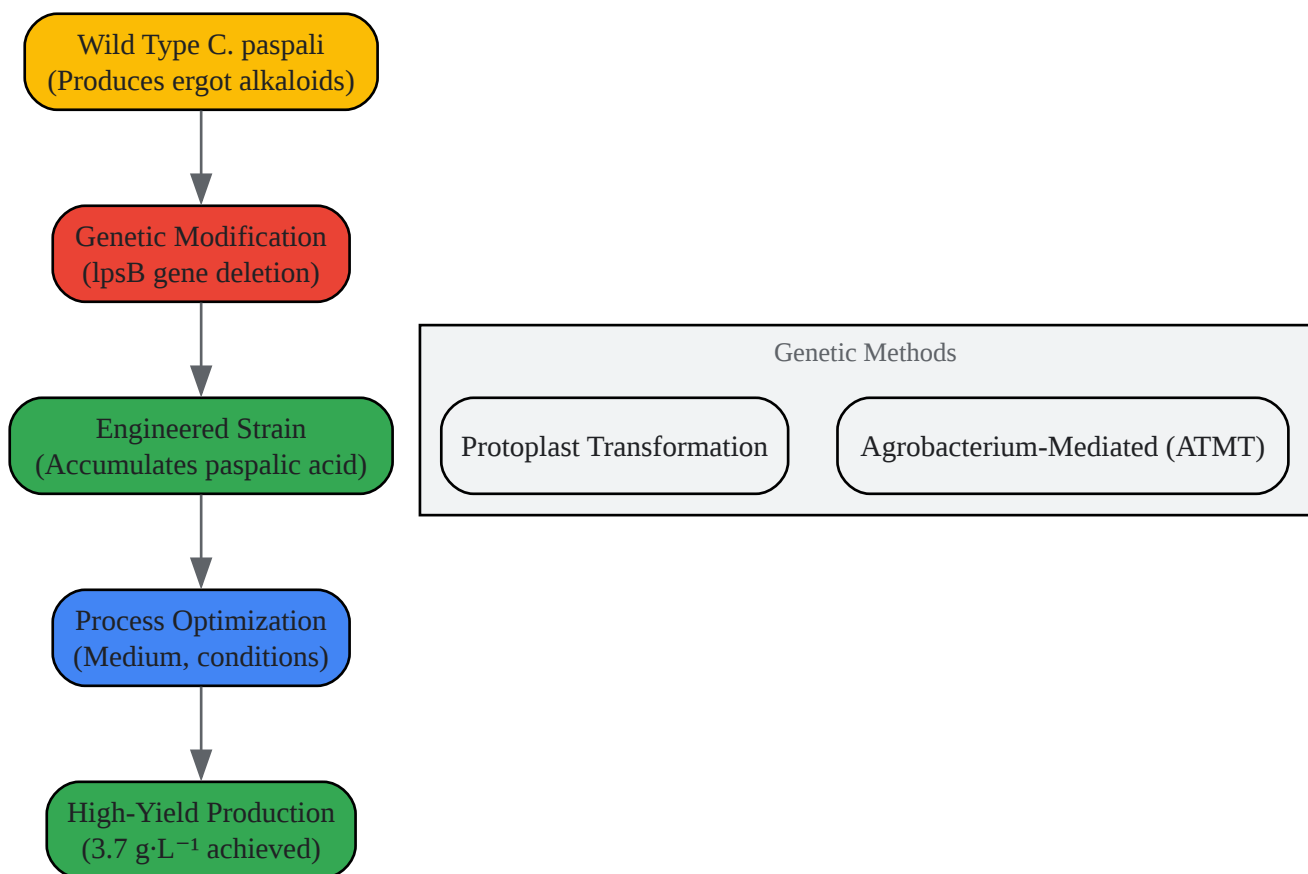 Wild Type C. paspali
(Produces ergot alkaloids)
Genetic Modification
(lpsB gene deletion)
Engineered Strain
(Accumulates paspalic acid)
Process Optimization
(Medium, conditions)
High-Yield Production
(3.7 g·L⁻¹ achieved)
Genetic Methods
Protoplast Transformation
Agrobacterium-Mediated (ATMT)